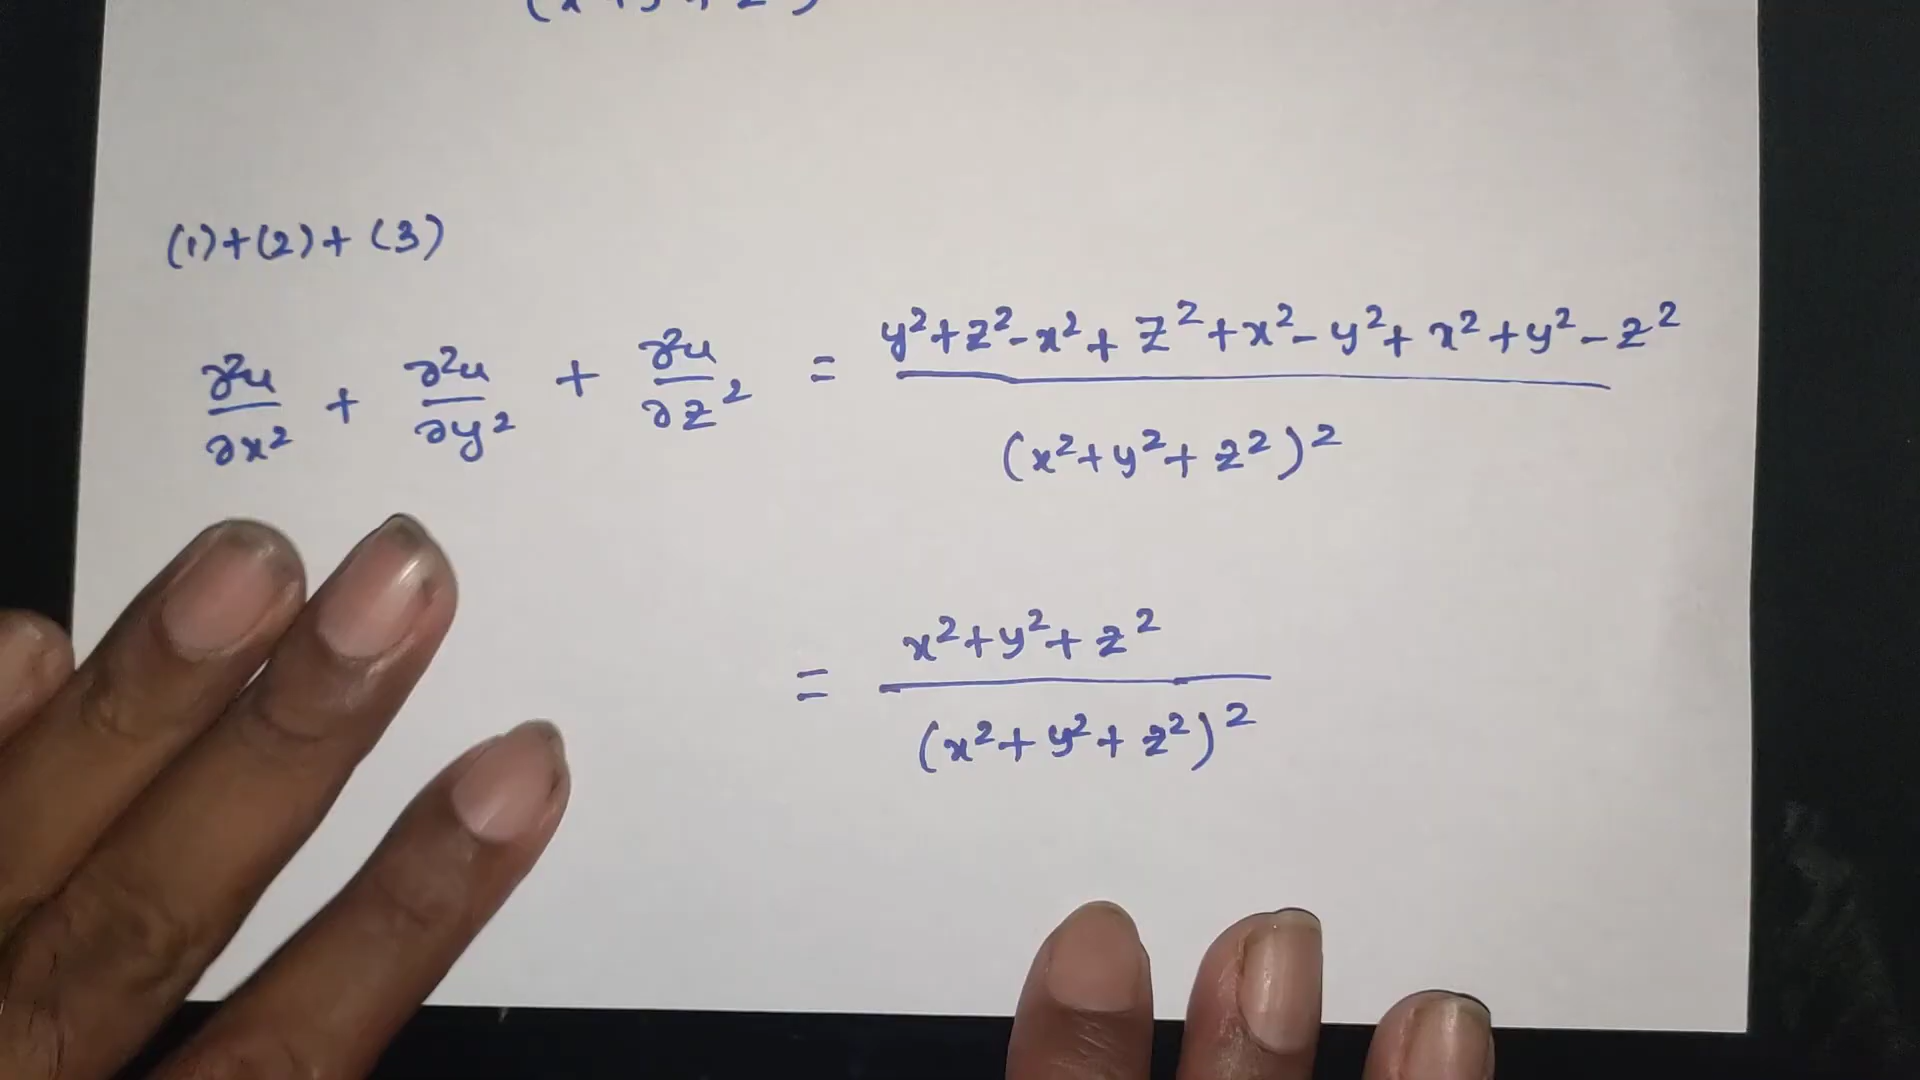 (1)+(2)+(3)
∂²u/∂x² + ∂²u/∂y² + ∂²u/∂z² = y²+z²-x²+z²+x²-y²+x²+y²-z² / (x²+y²+z²)²
= x²+y²+z² / (x²+y²+z²)²